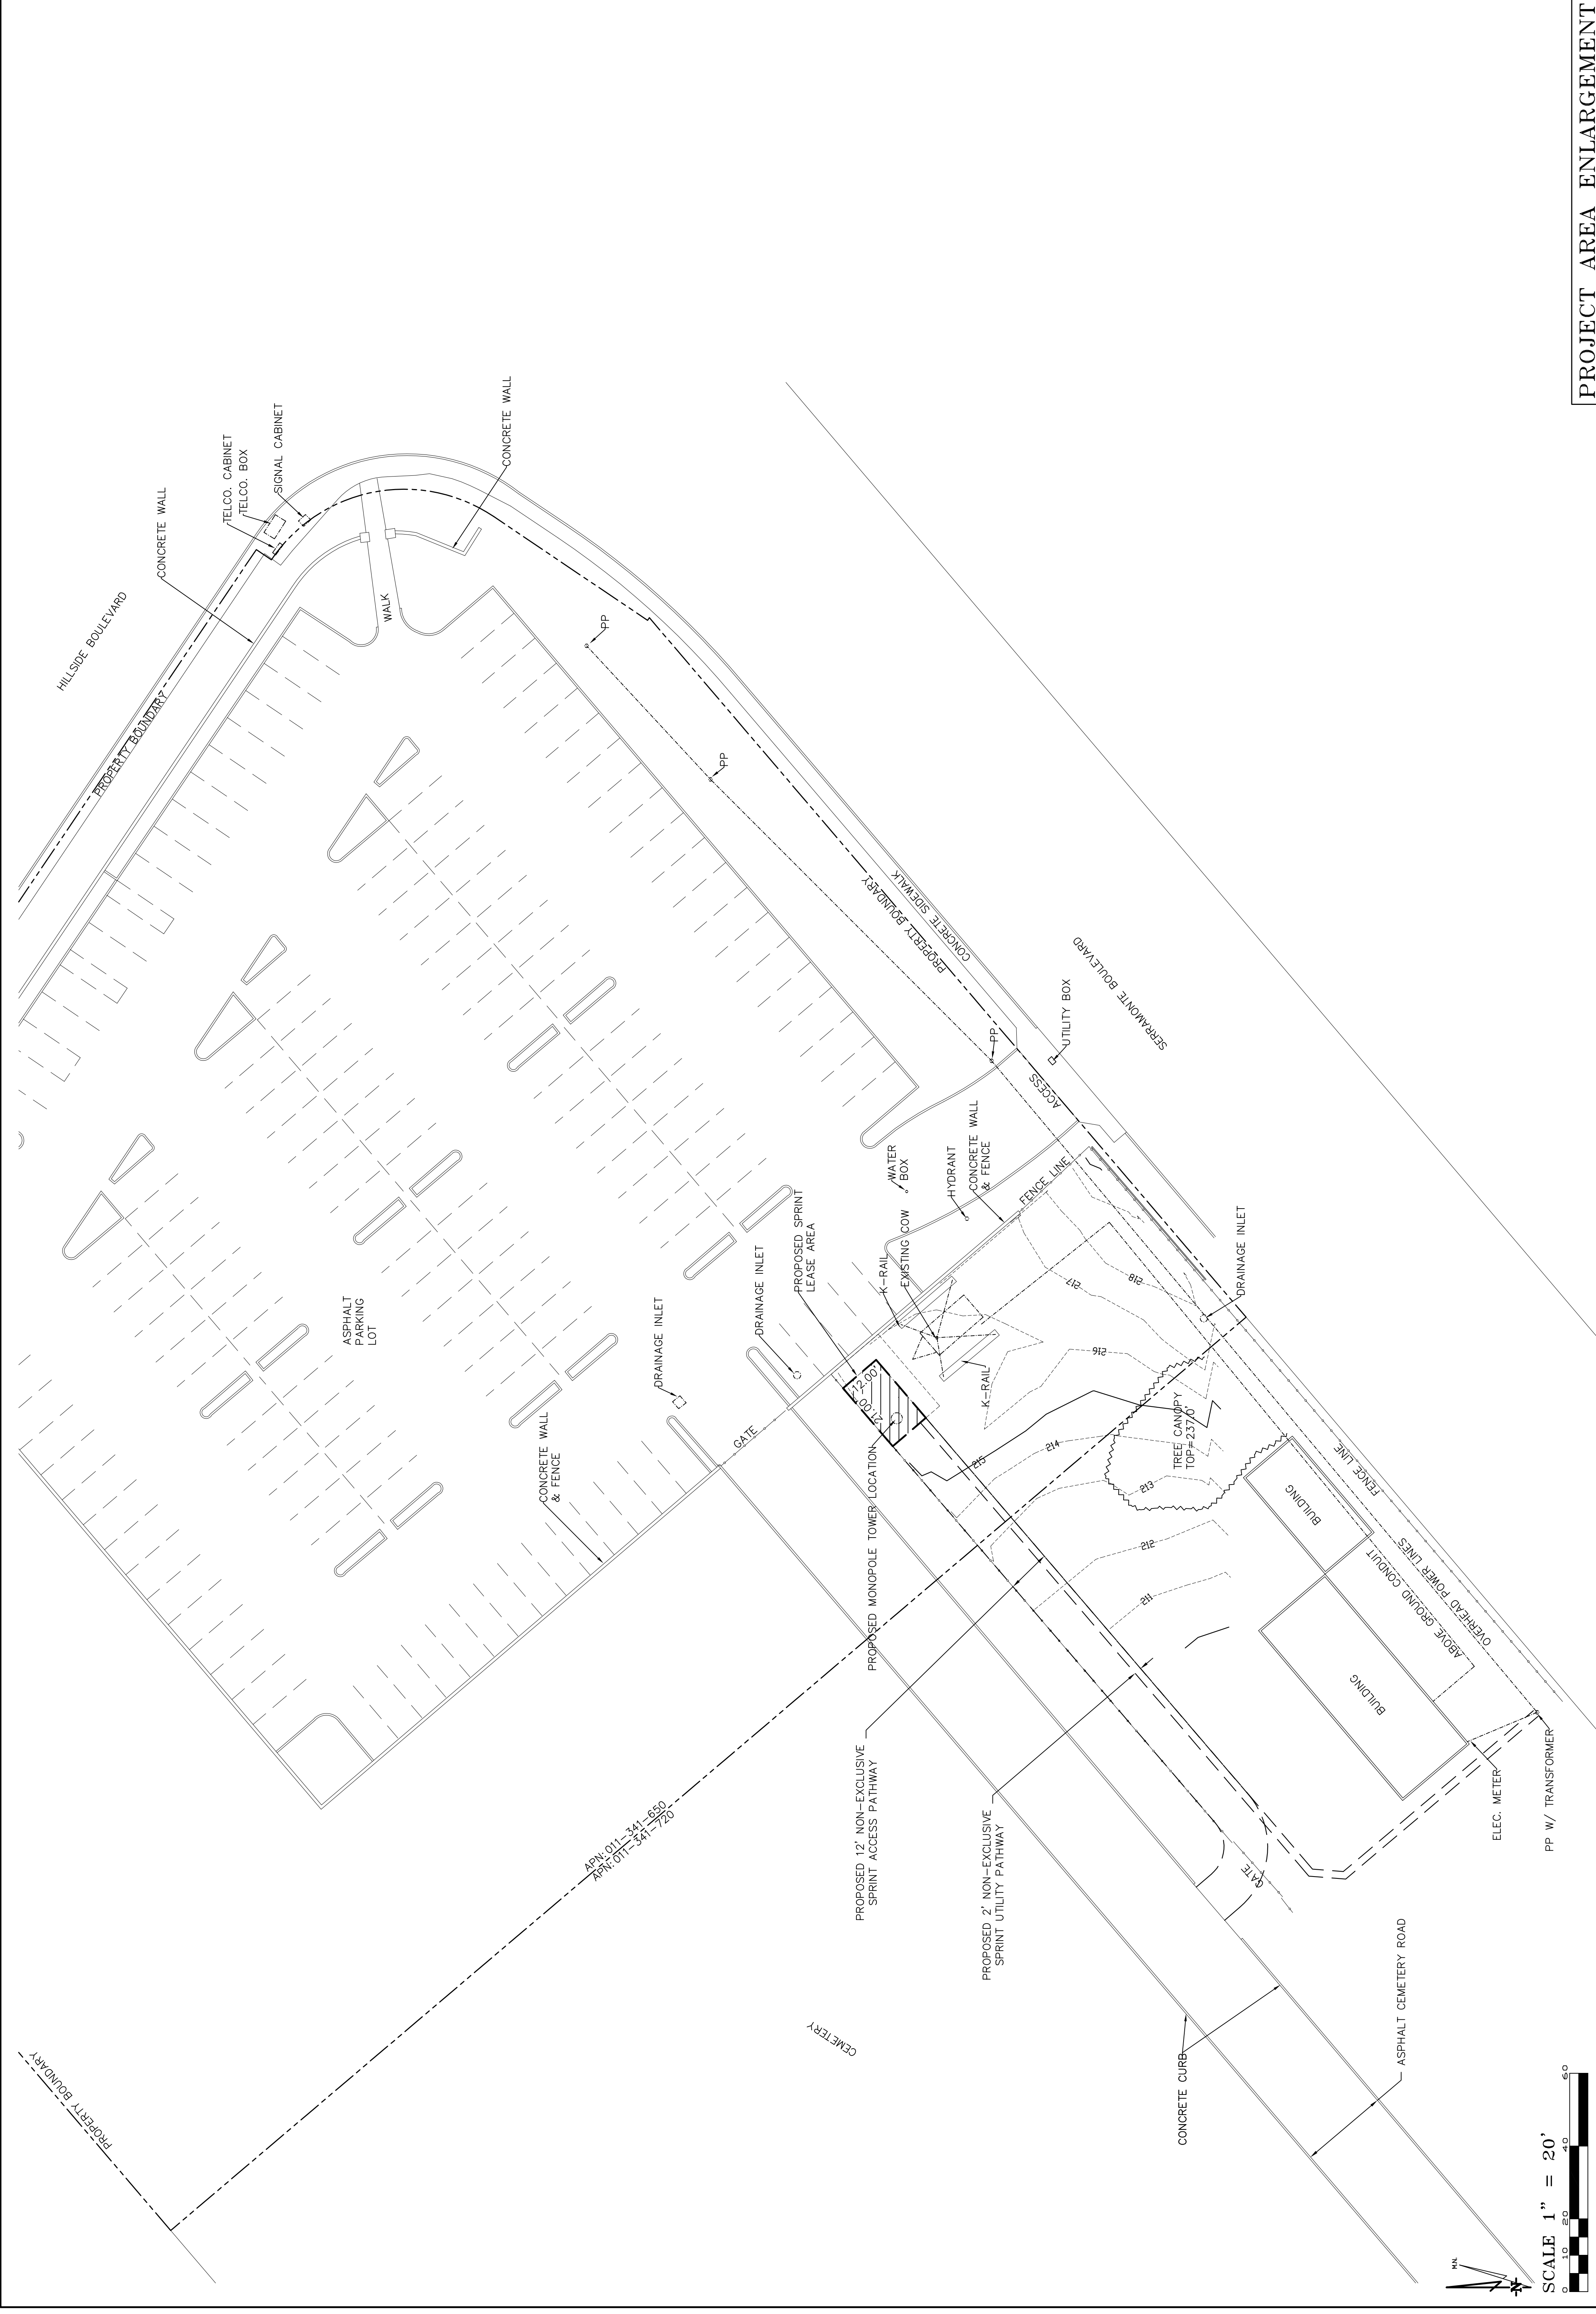 PROJECT AREA ENLARGEMENT
HILLSIDE BOULEVARD
PROPERTY BOUNDARY
CONCRETE WALL
TELCO. CABINET
TELCO. BOX
SIGNAL CABINET
CONCRETE WALL
WALK
PP
PP
PROPERTY BOUNDARY
CONCRETE SIDEWALK
SERRAMONTE BOULEVARD
UTILITY BOX
PP
ACCESS
ASPHALT
PARKING
LOT
DRAINAGE INLET
DRAINAGE INLET
PROPOSED SPRINT
LEASE AREA
WATER
BOX
HYDRANT
CONCRETE WALL
& FENCE
FENCE LINE
K-RAIL
EXISTING COW
K-RAIL
12.00'
21.00'
GATE
CONCRETE WALL
& FENCE
DRAINAGE INLET
218
217
216
215
214
213
212
211
TREE CANOPY
TOP=237.0'
BUILDING
BUILDING
FENCE LINE
OVERHEAD POWER LINES
ABOVE GROUND CONDUIT
PROPOSED MONOPOLE TOWER LOCATION
PROPOSED 12' NON-EXCLUSIVE
SPRINT ACCESS PATHWAY
PROPOSED 2' NON-EXCLUSIVE
SPRINT UTILITY PATHWAY
APN: 011-341-650
APN: 011-341-720
GATE
ELEC. METER
PP W/ TRANSFORMER
CEMETERY
PROPERTY BOUNDARY
CONCRETE CURB
ASPHALT CEMETERY ROAD
M.N.
N
SCALE 1" = 20'
0 10 20 40 60